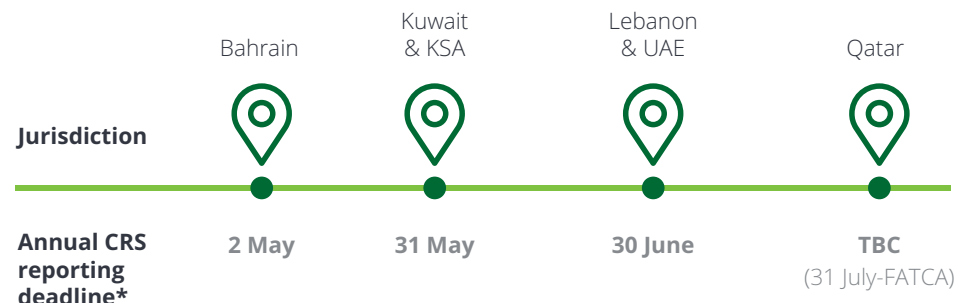 Bahrain
Kuwait
& KSA
Lebanon
& UAE
Qatar
Jurisdiction
Annual CRS
reporting
deadline*
2 May
31 May
30 June
TBC
(31 July-FATCA)